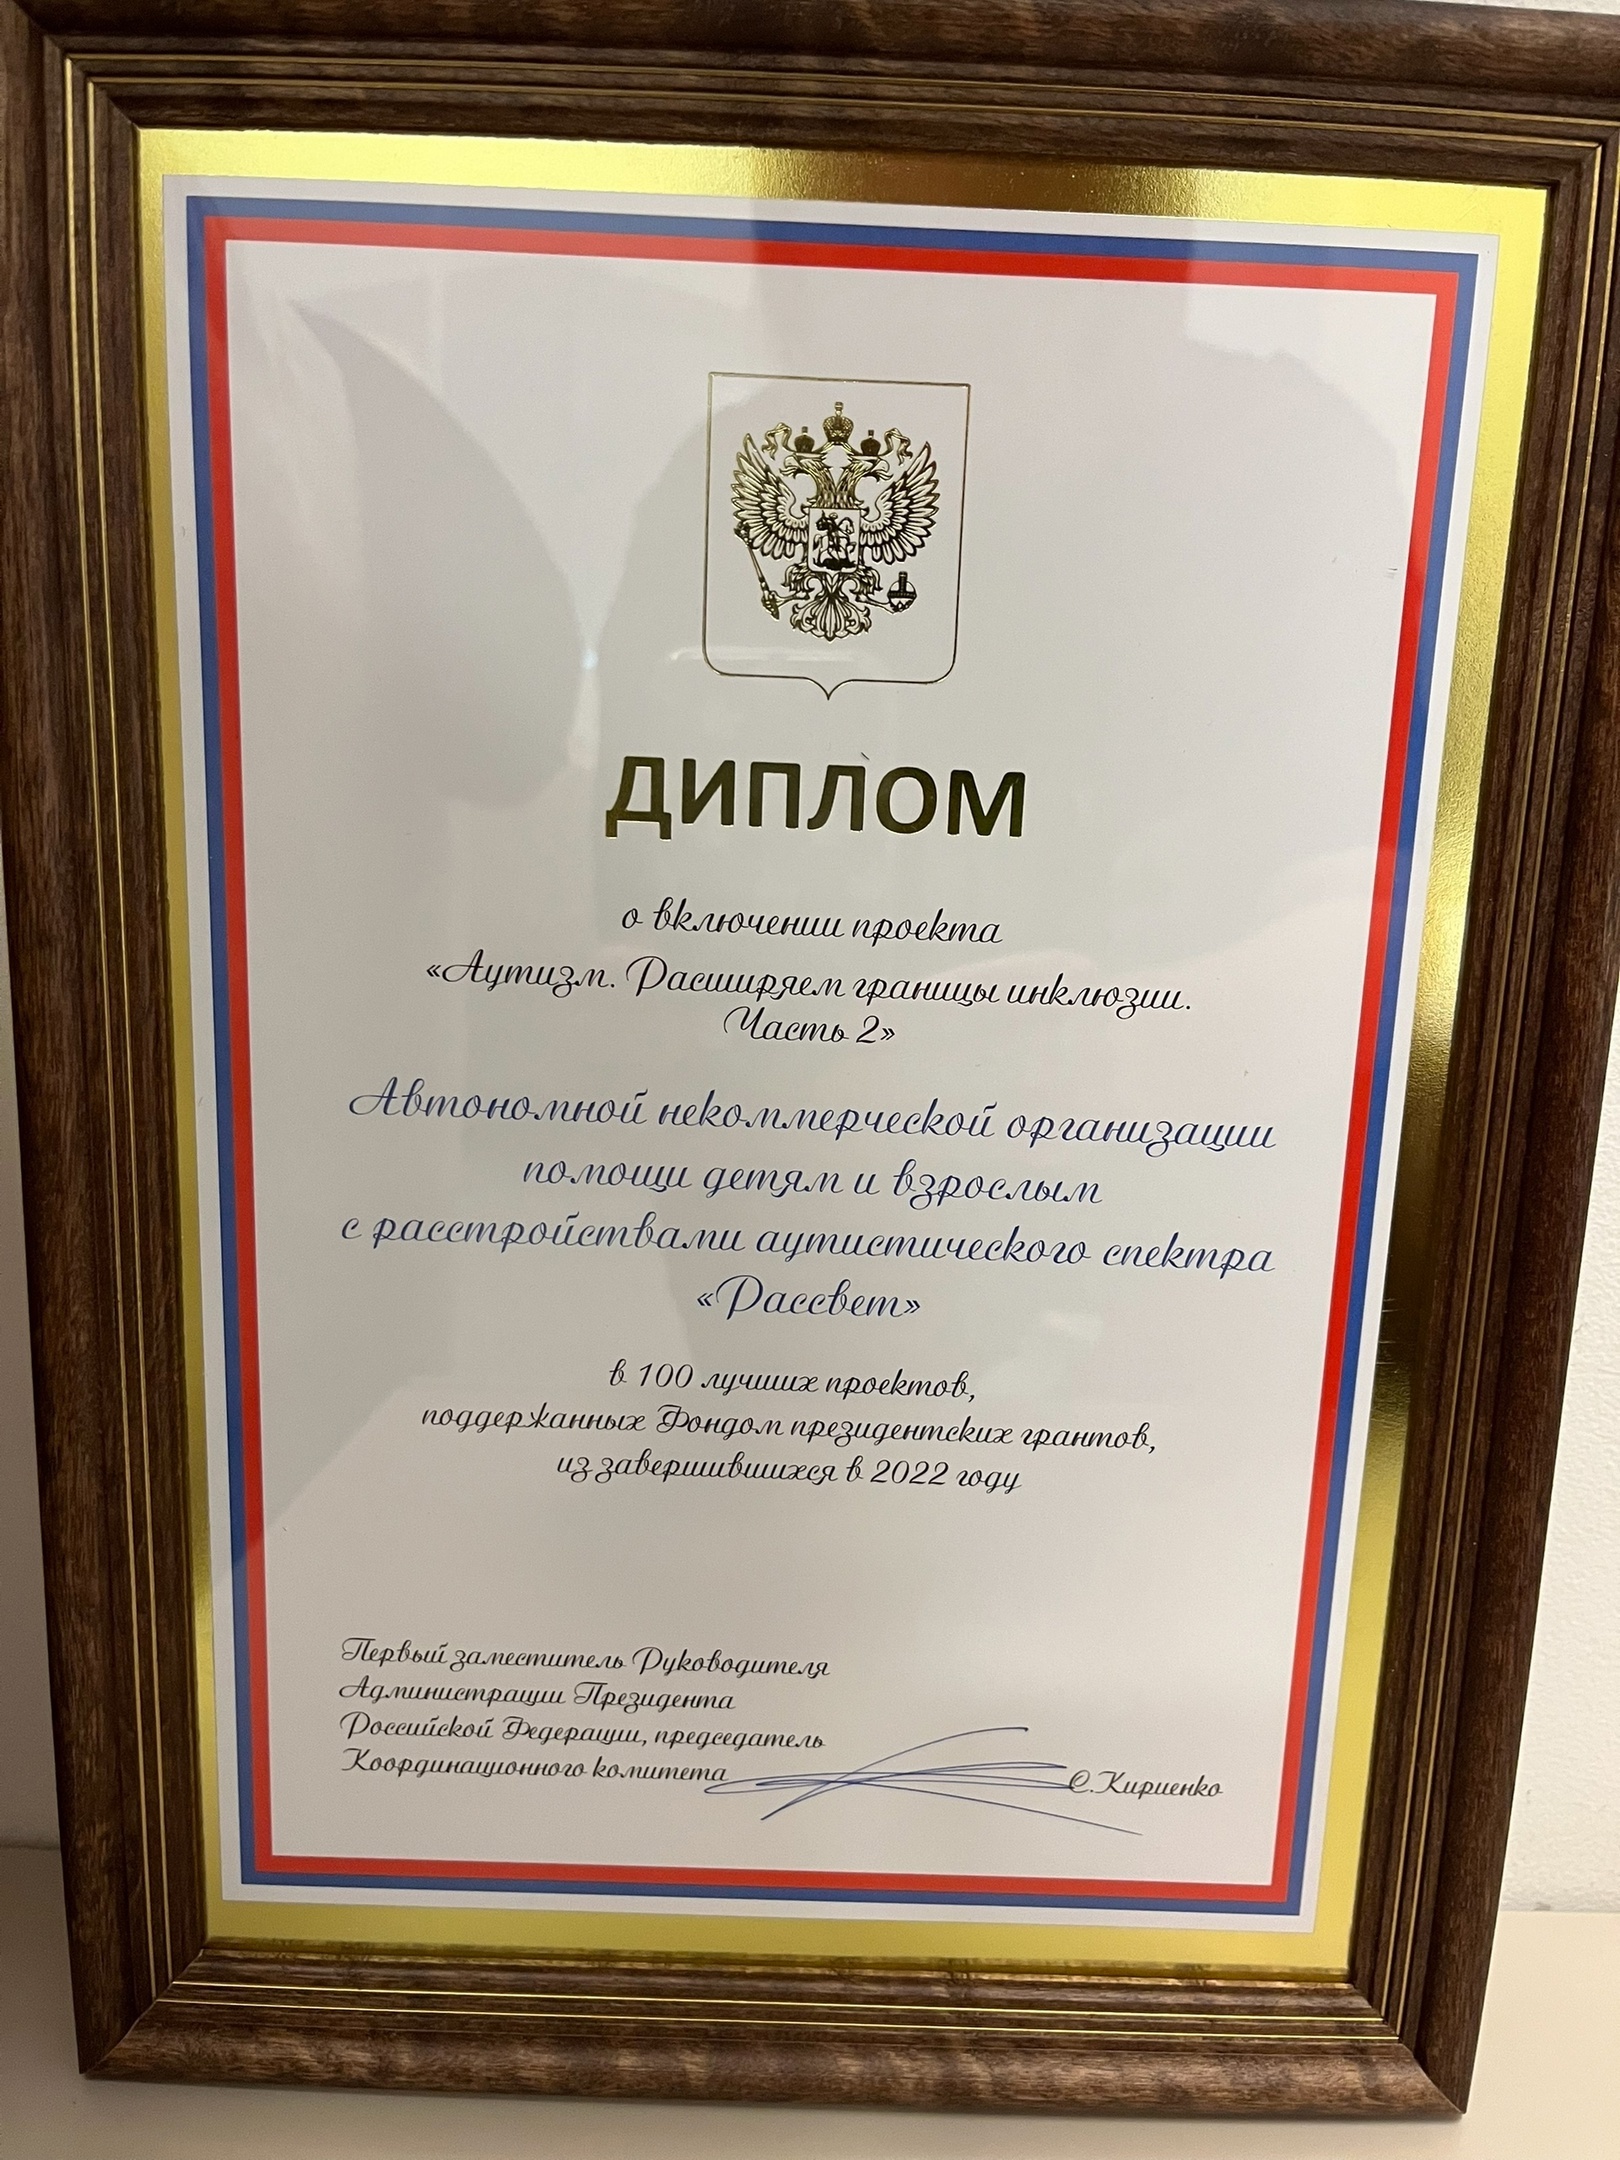 ДИПЛОМ
о включении проекта
«Аутизм. Расширяем границы инклюзии.
Часть 2»
Автономной некоммерческой организации
помощи детям и взрослым
с расстройствами аутистического спектра
«Рассвет»
в 100 лучших проектов,
поддержанных Фондом президентских грантов,
из завершившихся в 2022 году
Первый заместитель Руководителя
Администрации Президента
Российской Федерации, председатель
Координационного комитета
С.Кириенко